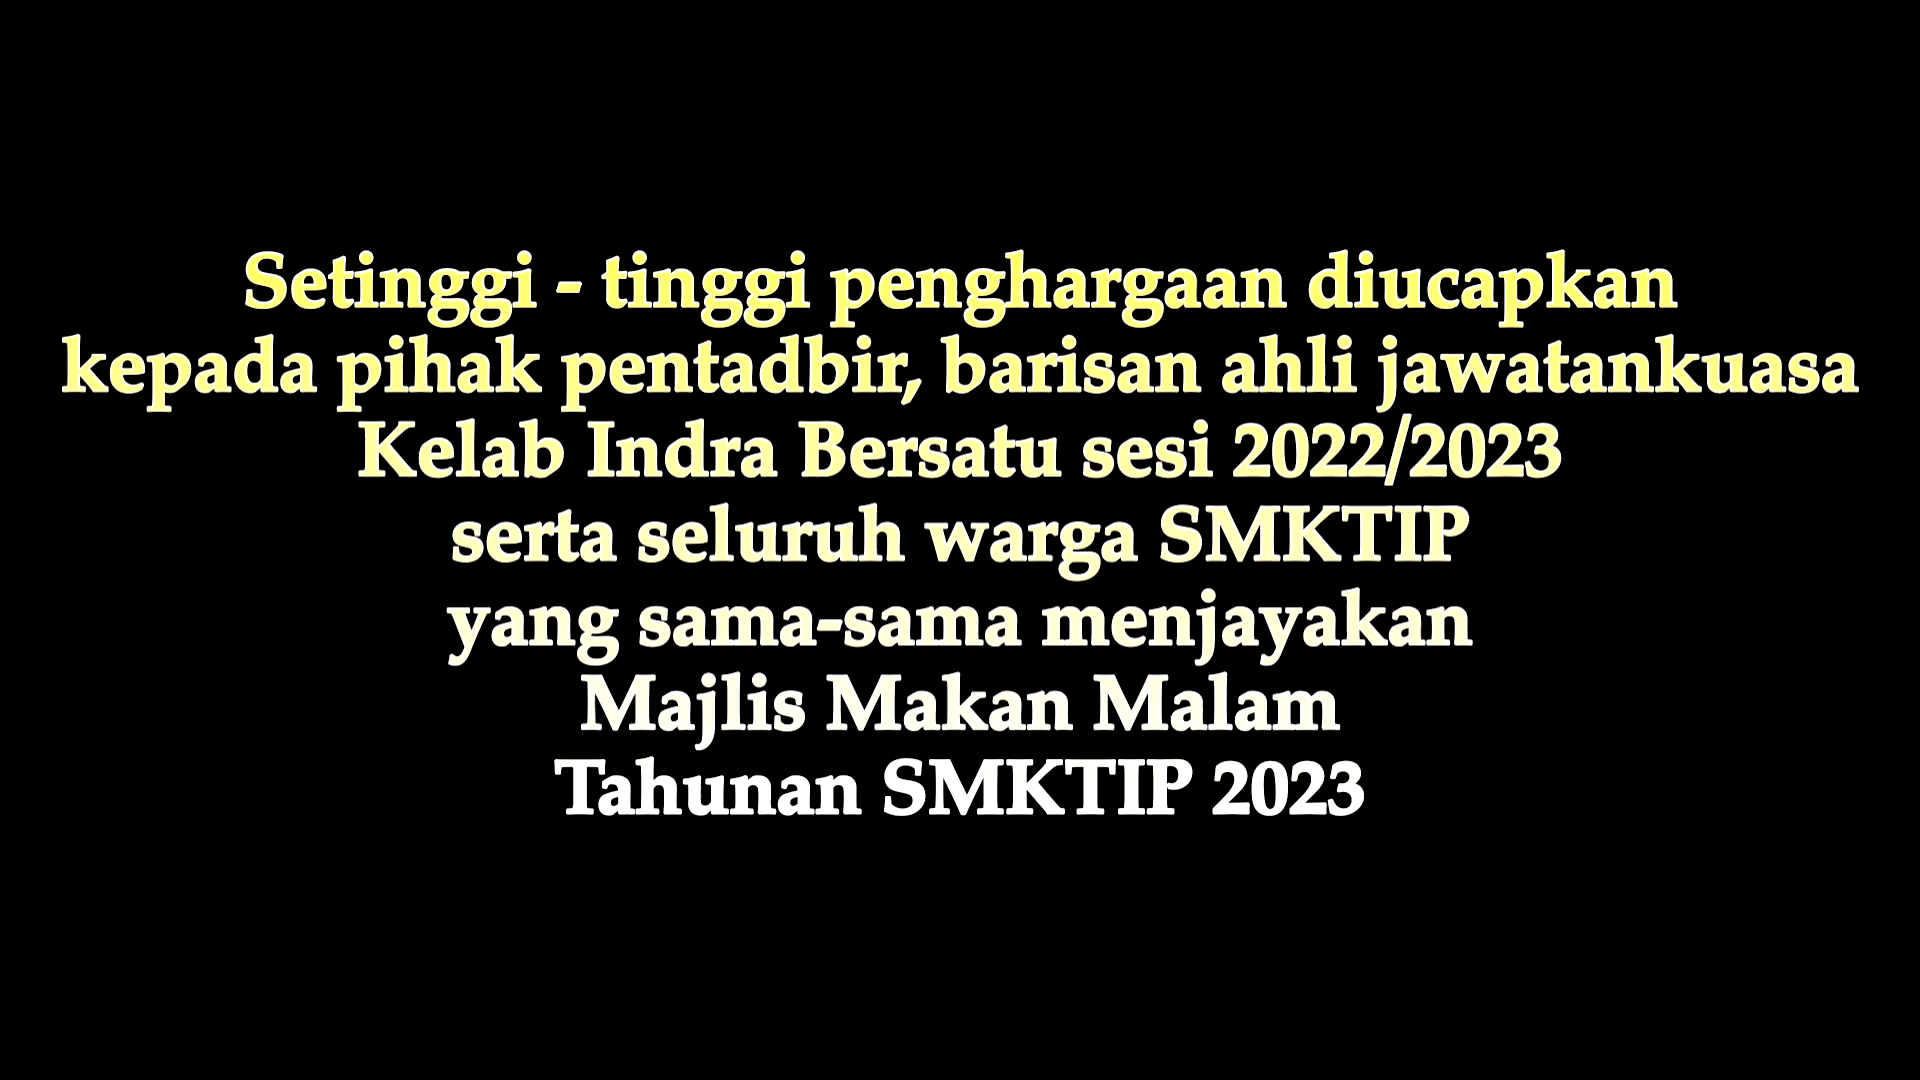 Setinggi - tinggi penghargaan diucapkan
kepada pihak pentadbir, barisan ahli jawatankuasa
Kelab Indra Bersatu sesi 2022/2023
serta seluruh warga SMKTIP
yang sama-sama menjayakan
Majlis Makan Malam
Tahunan SMKTIP 2023